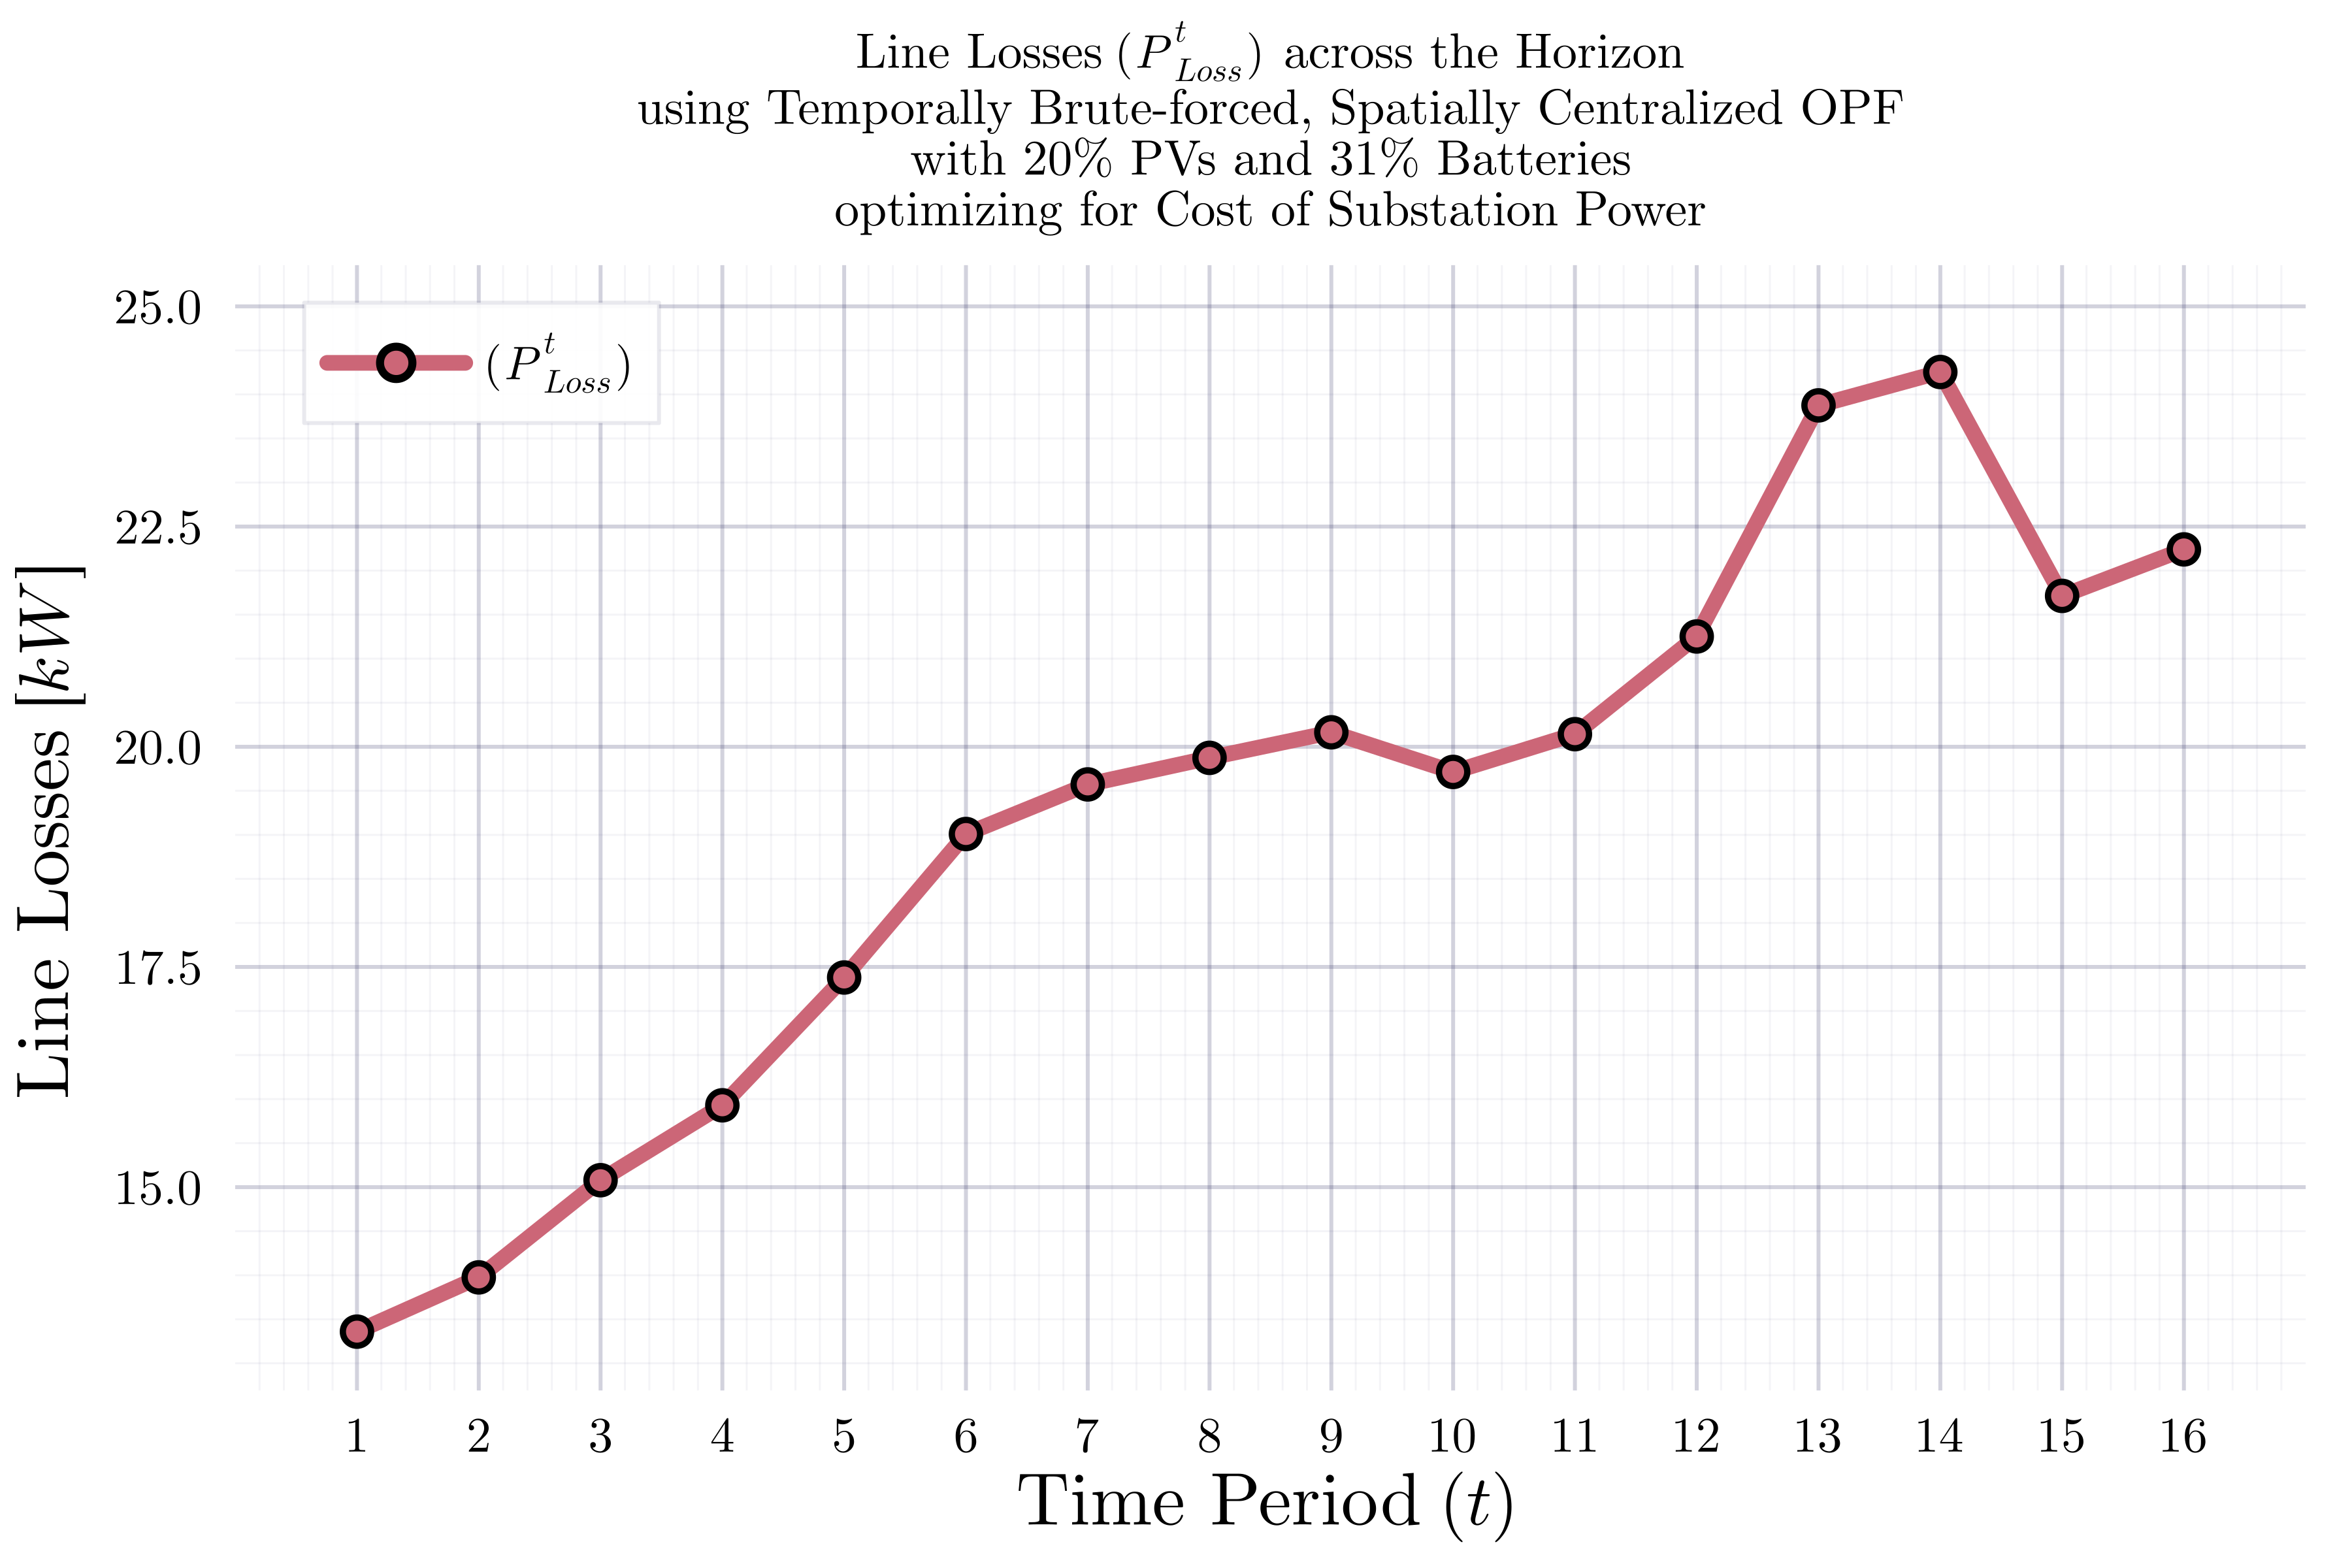 Line Losses (P^t_Loss) across the Horizon
using Temporally Brute-forced, Spatially Centralized OPF
with 20% PVs and 31% Batteries
optimizing for Cost of Substation Power
(P^t_Loss)
Line Losses [kW]
25.0
22.5
20.0
17.5
15.0
1 2 3 4 5 6 7 8 9 10 11 12 13 14 15 16
Time Period (t)